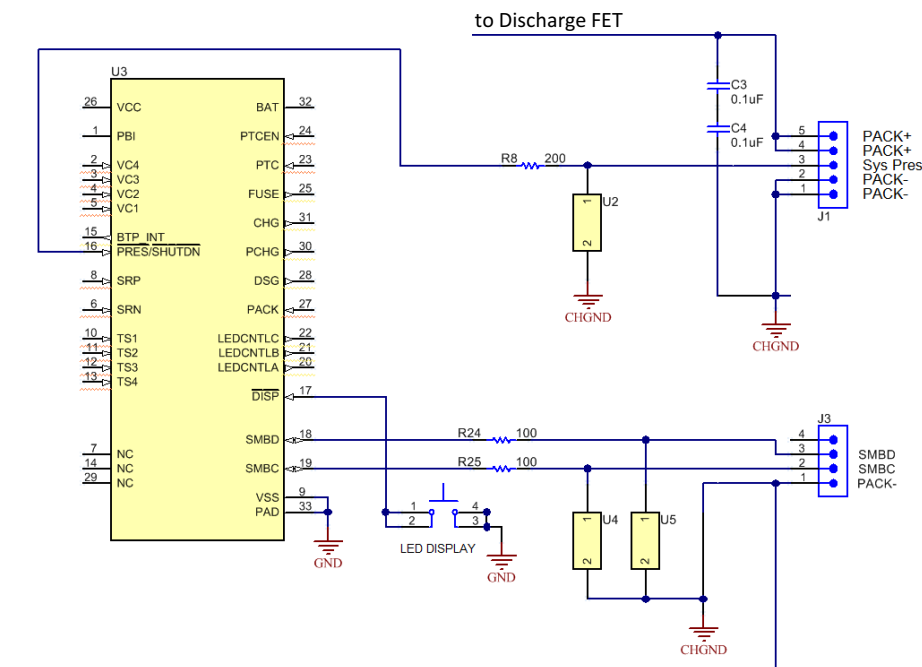 to Discharge FET
U3
26 VCC BAT 32
1 PBI PTCEN 24
2 VC4 PTC 23
3 VC3
4 VC2 FUSE 25
5 VC1
CHG 31
15 BTP_INT
16 PRES/SHUTDN PCHG 30
8 SRP DSG 28
6 SRN PACK 27
10 TS1 LEDCNTLC 22
11 TS2 LEDCNTLB 21
12 TS3 LEDCNTLA 20
13 TS4
DISP 17
SMBD 18
7 NC
14 NC SMBC 19
29 NC
VSS 9
PAD 33
GND
C3
0.1uF
C4
0.1uF
5 PACK+
4 PACK+
3 Sys Pres
2 PACK-
1 PACK-
J1
R8 200
1 U2
2
CHGND
CHGND
R24 100
R25 100
J3
4
3 SMBD
2 SMBC
1 PACK-
1 4
2 3
LED DISPLAY
GND
1 U4
2
1 U5
2
CHGND